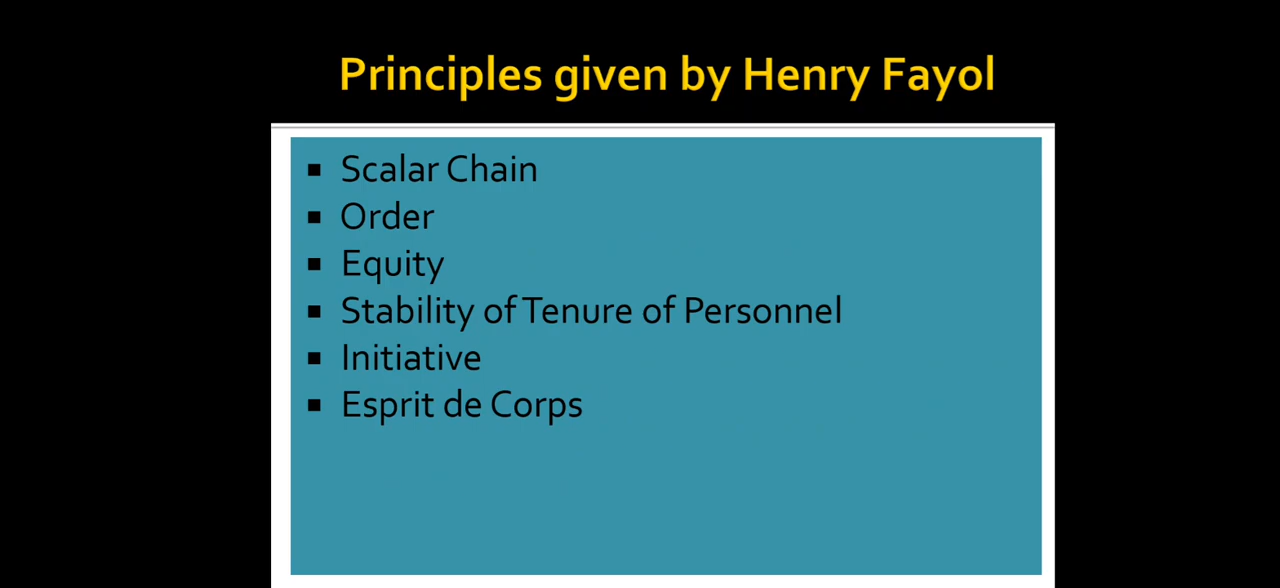 Principles given by Henry Fayol
▪ Scalar Chain
▪ Order
▪ Equity
▪ Stability of Tenure of Personnel
▪ Initiative
▪ Esprit de Corps